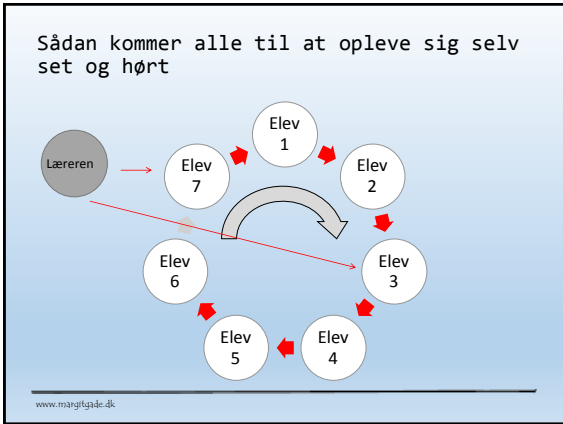 Sådan kommer alle til at opleve sig selv
set og hørt
Læreren
Elev
1
Elev
2
Elev
3
Elev
4
Elev
5
Elev
6
Elev
7
www.margitgade.dk